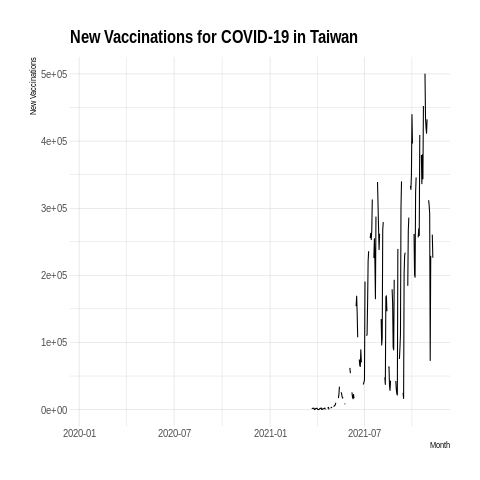 New Vaccinations for COVID-19 in Taiwan
New Vaccinations
5e+05
4e+05
3e+05
2e+05
1e+05
0e+00
2020-01 2020-07 2021-01 2021-07
Month